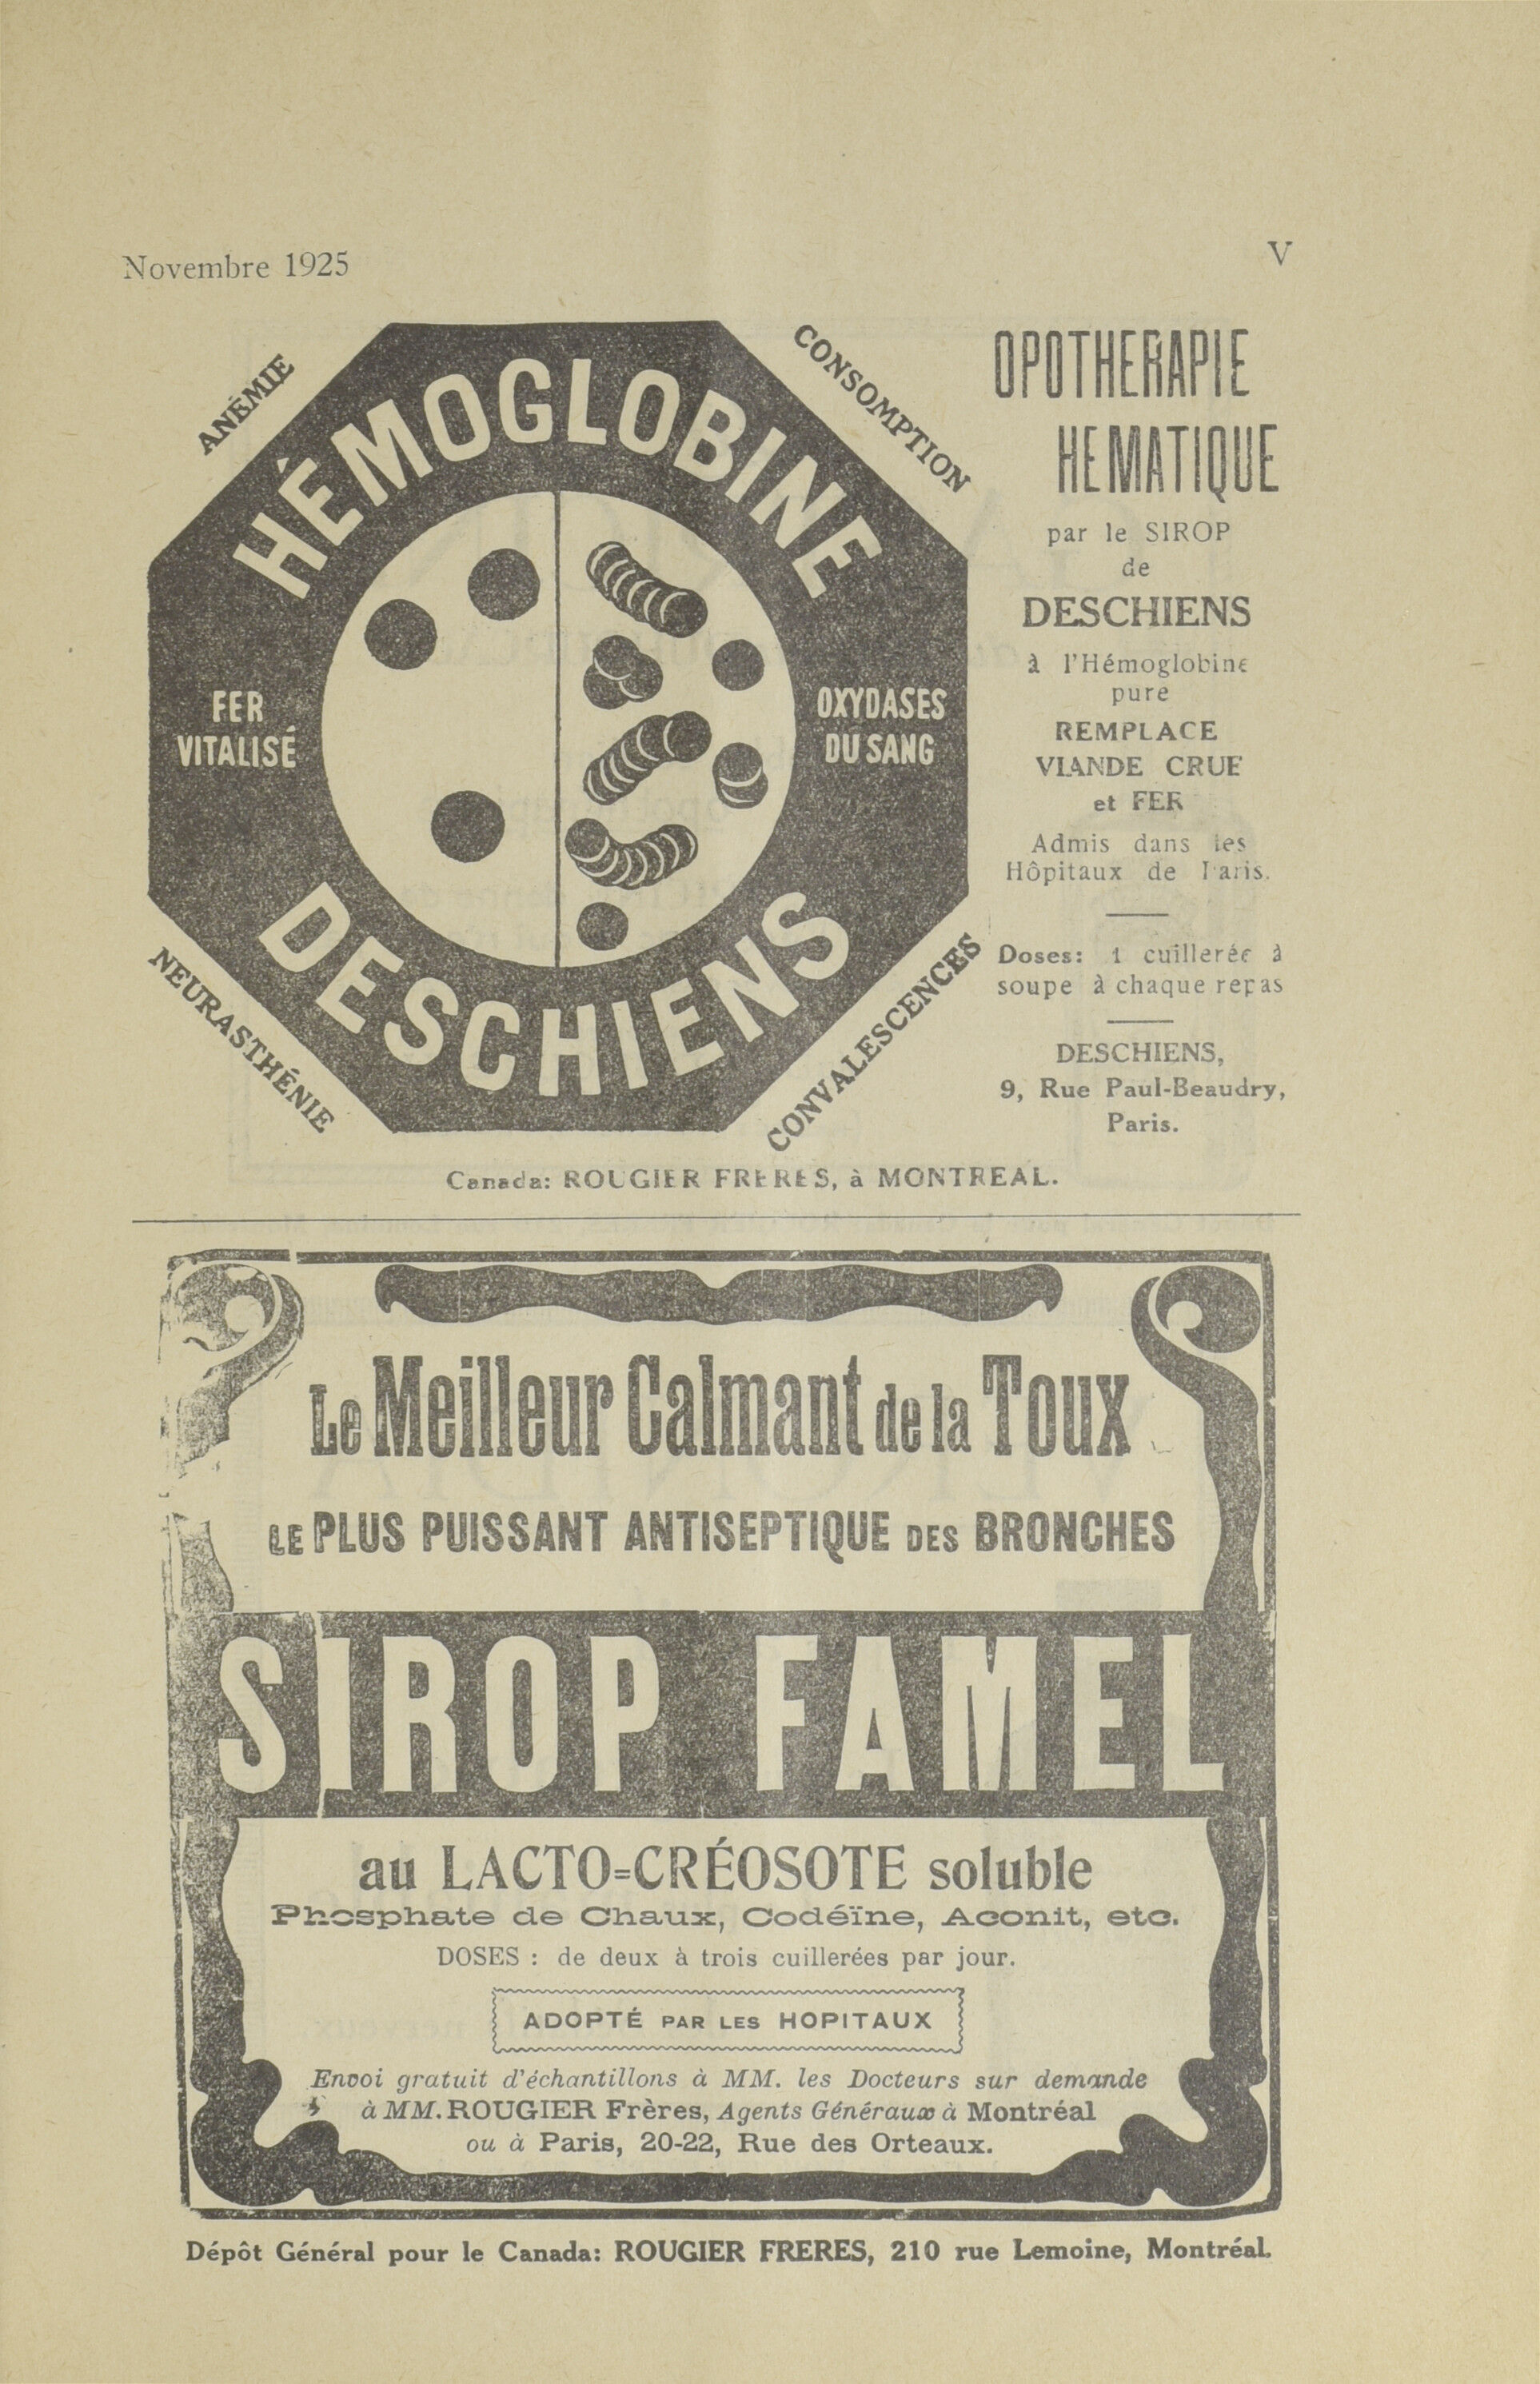 Novembre 1925
V
ANÉMIE
CONSOMPTION
HÉMOGLOBINE
FER
VITALISÉ
OXYDASES
DU SANG
DESCHIENS
NEURASTHÉNIE
CONVALESCENCES
OPOTHERAPIE
HEMATIQUE
par le SIROP
de
DESCHIENS
à l'Hémoglobine
pure
REMPLACE
VIANDE CRUE
et FER
Admis dans les
Hôpitaux de Paris.
Doses: 1 cuillerée à
soupe à chaque repas
DESCHIENS,
9, Rue Paul-Beaudry,
Paris.
Canada: ROUGIER FRERES, à MONTREAL.
Le Meilleur Calmant de la Toux
LE PLUS PUISSANT ANTISEPTIQUE DES BRONCHES
SIROP FAMEL
au LACTO=CRÉOSOTE soluble
Phosphate de Chaux, Codéïne, Aconit, etc.
DOSES : de deux à trois cuillerées par jour.
ADOPTÉ PAR LES HOPITAUX
Envoi gratuit d'échantillons à MM. les Docteurs sur demande
à MM. ROUGIER Frères, Agents Généraux à Montréal
ou à Paris, 20-22, Rue des Orteaux.
Dépôt Général pour le Canada: ROUGIER FRERES, 210 rue Lemoine, Montréal.